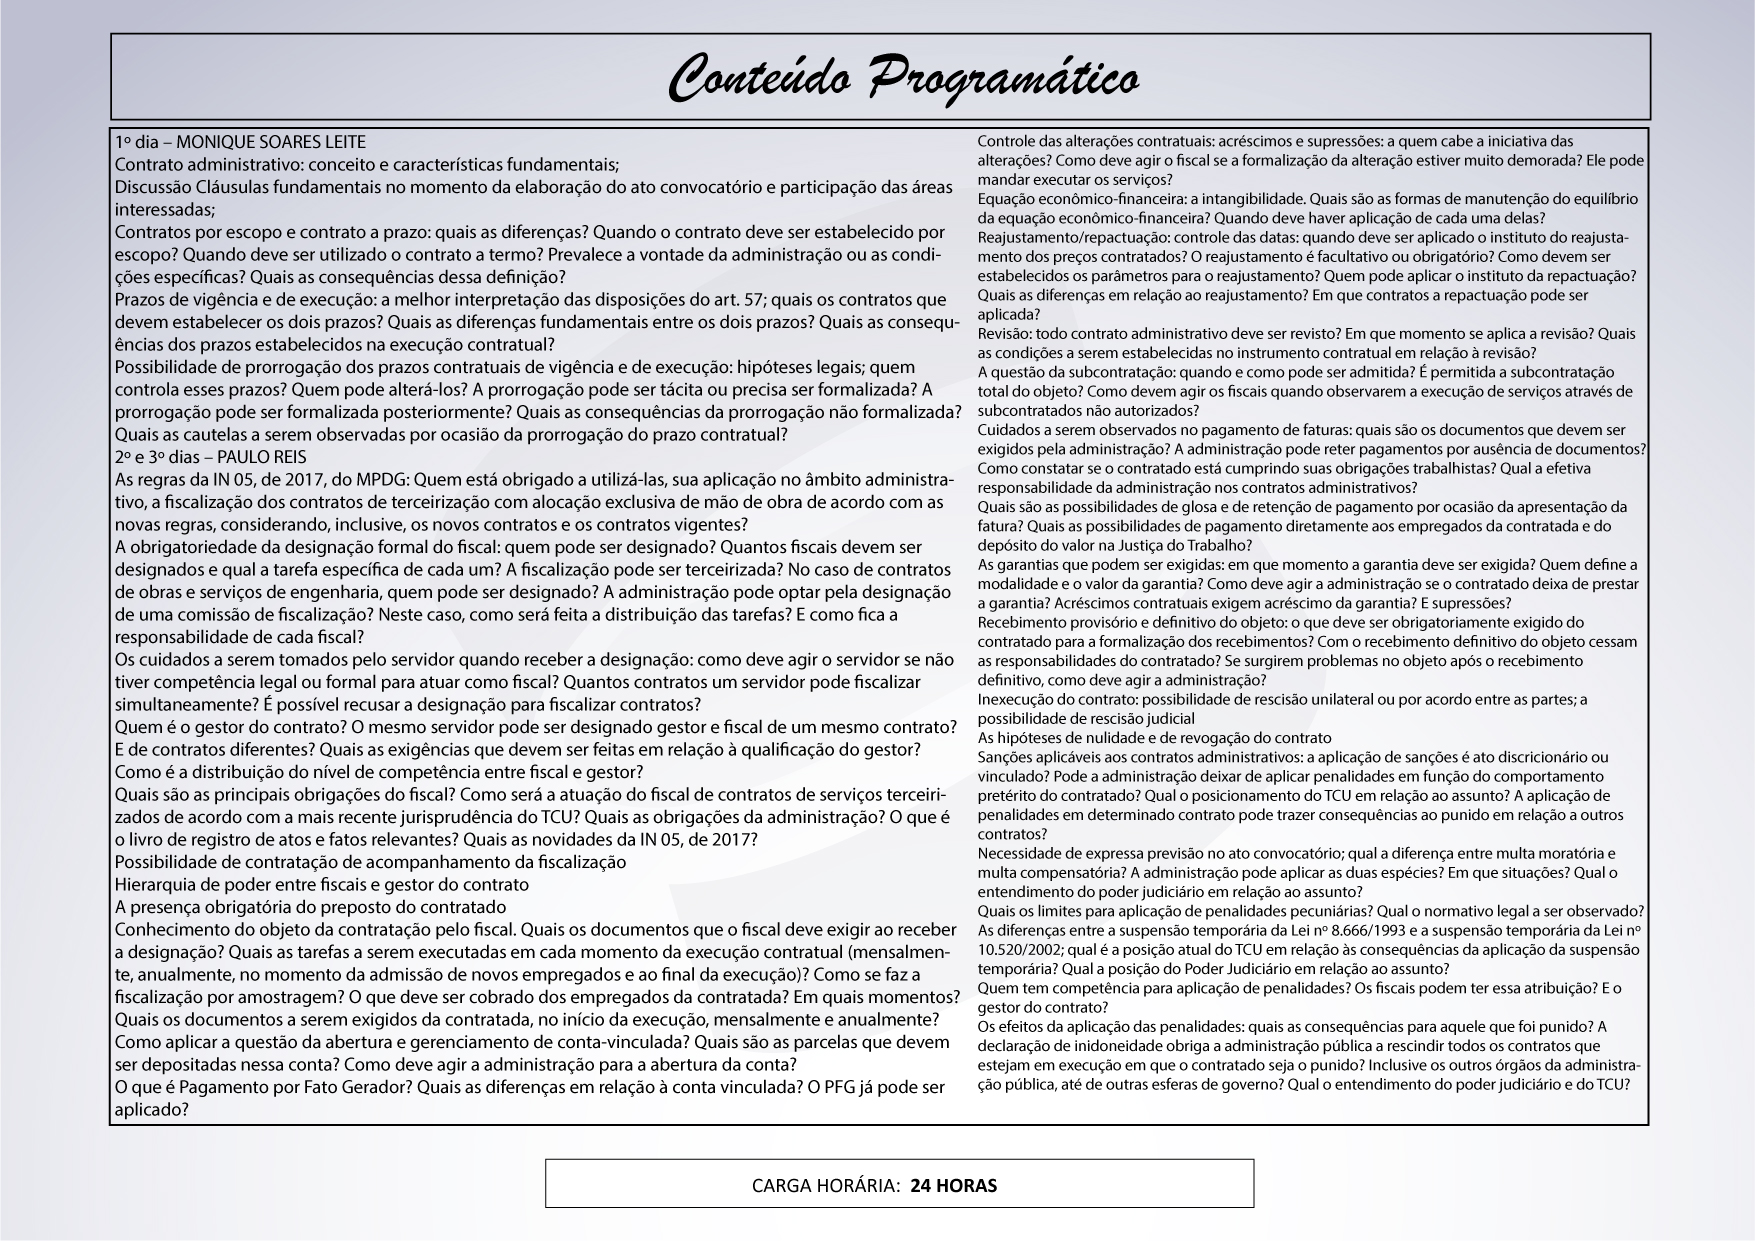 Conteúdo Programático
1º dia – MONIQUE SOARES LEITE
Contrato administrativo: conceito e características fundamentais;
Discussão Cláusulas fundamentais no momento da elaboração do ato convocatório e participação das áreas
interessadas;
Contratos por escopo e contrato a prazo: quais as diferenças? Quando o contrato deve ser estabelecido por
escopo? Quando deve ser utilizado o contrato a termo? Prevalece a vontade da administração ou as condi-
ções específicas? Quais as consequências dessa definição?
Prazos de vigência e de execução: a melhor interpretação das disposições do art. 57; quais os contratos que
devem estabelecer os dois prazos? Quais as diferenças fundamentais entre os dois prazos? Quais as consequ-
ências dos prazos estabelecidos na execução contratual?
Possibilidade de prorrogação dos prazos contratuais de vigência e de execução: hipóteses legais; quem
controla esses prazos? Quem pode alterá-los? A prorrogação pode ser tácita ou precisa ser formalizada? A
prorrogação pode ser formalizada posteriormente? Quais as consequências da prorrogação não formalizada?
Quais as cautelas a serem observadas por ocasião da prorrogação do prazo contratual?
2º e 3º dias – PAULO REIS
As regras da IN 05, de 2017, do MPDG: Quem está obrigado a utilizá-las, sua aplicação no âmbito administra-
tivo, a fiscalização dos contratos de terceirização com alocação exclusiva de mão de obra de acordo com as
novas regras, considerando, inclusive, os novos contratos e os contratos vigentes?
A obrigatoriedade da designação formal do fiscal: quem pode ser designado? Quantos fiscais devem ser
designados e qual a tarefa específica de cada um? A fiscalização pode ser terceirizada? No caso de contratos
de obras e serviços de engenharia, quem pode ser designado? A administração pode optar pela designação
de uma comissão de fiscalização? Neste caso, como será feita a distribuição das tarefas? E como fica a
responsabilidade de cada fiscal?
Os cuidados a serem tomados pelo servidor quando receber a designação: como deve agir o servidor se não
tiver competência legal ou formal para atuar como fiscal? Quantos contratos um servidor pode fiscalizar
simultaneamente? É possível recusar a designação para fiscalizar contratos?
Quem é o gestor do contrato? O mesmo servidor pode ser designado gestor e fiscal de um mesmo contrato?
E de contratos diferentes? Quais as exigências que devem ser feitas em relação à qualificação do gestor?
Como é a distribuição do nível de competência entre fiscal e gestor?
Quais são as principais obrigações do fiscal? Como será a atuação do fiscal de contratos de serviços terceiri-
zados de acordo com a mais recente jurisprudência do TCU? Quais as obrigações da administração? O que é
o livro de registro de atos e fatos relevantes? Quais as novidades da IN 05, de 2017?
Possibilidade de contratação de acompanhamento da fiscalização
Hierarquia de poder entre fiscais e gestor do contrato
A presença obrigatória do preposto do contratado
Conhecimento do objeto da contratação pelo fiscal. Quais os documentos que o fiscal deve exigir ao receber
a designação? Quais as tarefas a serem executadas em cada momento da execução contratual (mensalmen-
te, anualmente, no momento da admissão de novos empregados e ao final da execução)? Como se faz a
fiscalização por amostragem? O que deve ser cobrado dos empregados da contratada? Em quais momentos?
Quais os documentos a serem exigidos da contratada, no início da execução, mensalmente e anualmente?
Como aplicar a questão da abertura e gerenciamento de conta-vinculada? Quais são as parcelas que devem
ser depositadas nessa conta? Como deve agir a administração para a abertura da conta?
O que é Pagamento por Fato Gerador? Quais as diferenças em relação à conta vinculada? O PFG já pode ser
aplicado?
Controle das alterações contratuais: acréscimos e supressões: a quem cabe a iniciativa das
alterações? Como deve agir o fiscal se a formalização da alteração estiver muito demorada? Ele pode
mandar executar os serviços?
Equação econômico-financeira: a intangibilidade. Quais são as formas de manutenção do equilíbrio
da equação econômico-financeira? Quando deve haver aplicação de cada uma delas?
Reajustamento/repactuação: controle das datas: quando deve ser aplicado o instituto do reajusta-
mento dos preços contratados? O reajustamento é facultativo ou obrigatório? Como devem ser
estabelecidos os parâmetros para o reajustamento? Quem pode aplicar o instituto da repactuação?
Quais as diferenças em relação ao reajustamento? Em que contratos a repactuação pode ser
aplicada?
Revisão: todo contrato administrativo deve ser revisto? Em que momento se aplica a revisão? Quais
as condições a serem estabelecidas no instrumento contratual em relação à revisão?
A questão da subcontratação: quando e como pode ser admitida? É permitida a subcontratação
total do objeto? Como devem agir os fiscais quando observarem a execução de serviços através de
subcontratados não autorizados?
Cuidados a serem observados no pagamento de faturas: quais são os documentos que devem ser
exigidos pela administração? A administração pode reter pagamentos por ausência de documentos?
Como constatar se o contratado está cumprindo suas obrigações trabalhistas? Qual a efetiva
responsabilidade da administração nos contratos administrativos?
Quais são as possibilidades de glosa e de retenção de pagamento por ocasião da apresentação da
fatura? Quais as possibilidades de pagamento diretamente aos empregados da contratada e do
depósito do valor na Justiça do Trabalho?
As garantias que podem ser exigidas: em que momento a garantia deve ser exigida? Quem define a
modalidade e o valor da garantia? Como deve agir a administração se o contratado deixa de prestar
a garantia? Acréscimos contratuais exigem acréscimo da garantia? E supressões?
Recebimento provisório e definitivo do objeto: o que deve ser obrigatoriamente exigido do
contratado para a formalização dos recebimentos? Com o recebimento definitivo do objeto cessam
as responsabilidades do contratado? Se surgirem problemas no objeto após o recebimento
definitivo, como deve agir a administração?
Inexecução do contrato: possibilidade de rescisão unilateral ou por acordo entre as partes; a
possibilidade de rescisão judicial
As hipóteses de nulidade e de revogação do contrato
Sanções aplicáveis aos contratos administrativos: a aplicação de sanções é ato discricionário ou
vinculado? Pode a administração deixar de aplicar penalidades em função do comportamento
pretérito do contratado? Qual o posicionamento do TCU em relação ao assunto? A aplicação de
penalidades em determinado contrato pode trazer consequências ao punido em relação a outros
contratos?
Necessidade de expressa previsão no ato convocatório; qual a diferença entre multa moratória e
multa compensatória? A administração pode aplicar as duas espécies? Em que situações? Qual o
entendimento do poder judiciário em relação ao assunto?
Quais os limites para aplicação de penalidades pecuniárias? Qual o normativo legal a ser observado?
As diferenças entre a suspensão temporária da Lei nº 8.666/1993 e a suspensão temporária da Lei nº
10.520/2002; qual é a posição atual do TCU em relação às consequências da aplicação da suspensão
temporária? Qual a posição do Poder Judiciário em relação ao assunto?
Quem tem competência para aplicação de penalidades? Os fiscais podem ter essa atribuição? E o
gestor do contrato?
Os efeitos da aplicação das penalidades: quais as consequências para aquele que foi punido? A
declaração de inidoneidade obriga a administração pública a rescindir todos os contratos que
estejam em execução em que o contratado seja o punido? Inclusive os outros órgãos da administra-
ção pública, até de outras esferas de governo? Qual o entendimento do poder judiciário e do TCU?
CARGA HORÁRIA: 24 HORAS